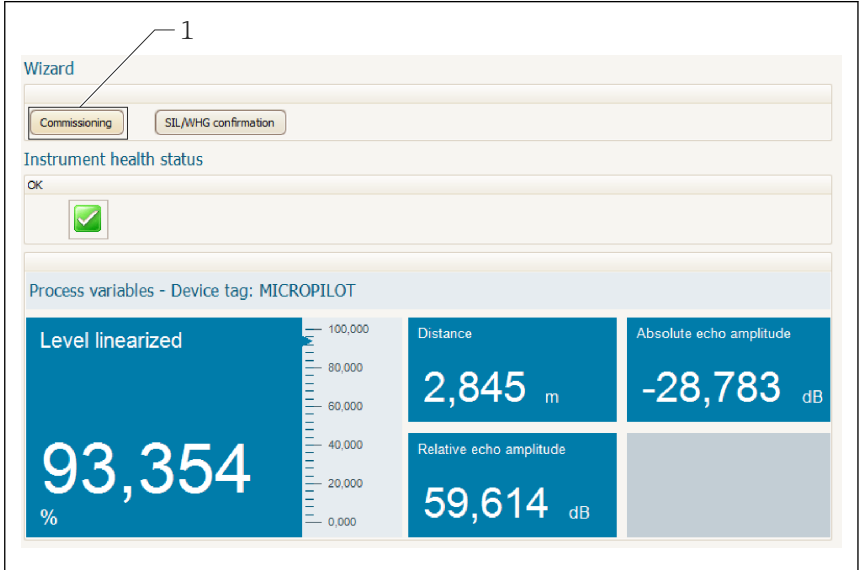 1
Wizard
Commissioning
SIL/WHG confirmation
Instrument health status
OK
Process variables - Device tag: MICROPILOT
Level linearized
93,354
%
100,000
80,000
60,000
40,000
20,000
0,000
Distance
2,845 m
Absolute echo amplitude
-28,783 dB
Relative echo amplitude
59,614 dB